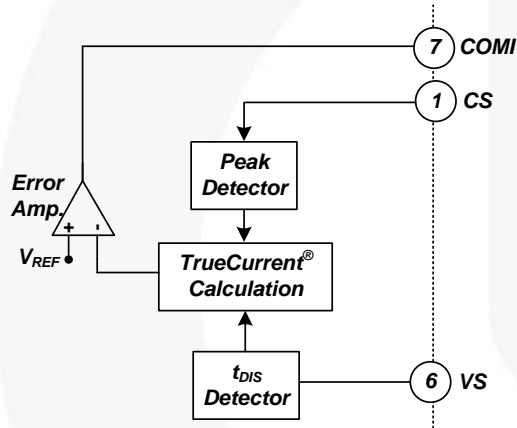 7 COMI
1 CS
Peak
Detector
Error
Amp.
+ -
VREF
TrueCurrent®
Calculation
tDIS
Detector
6 VS